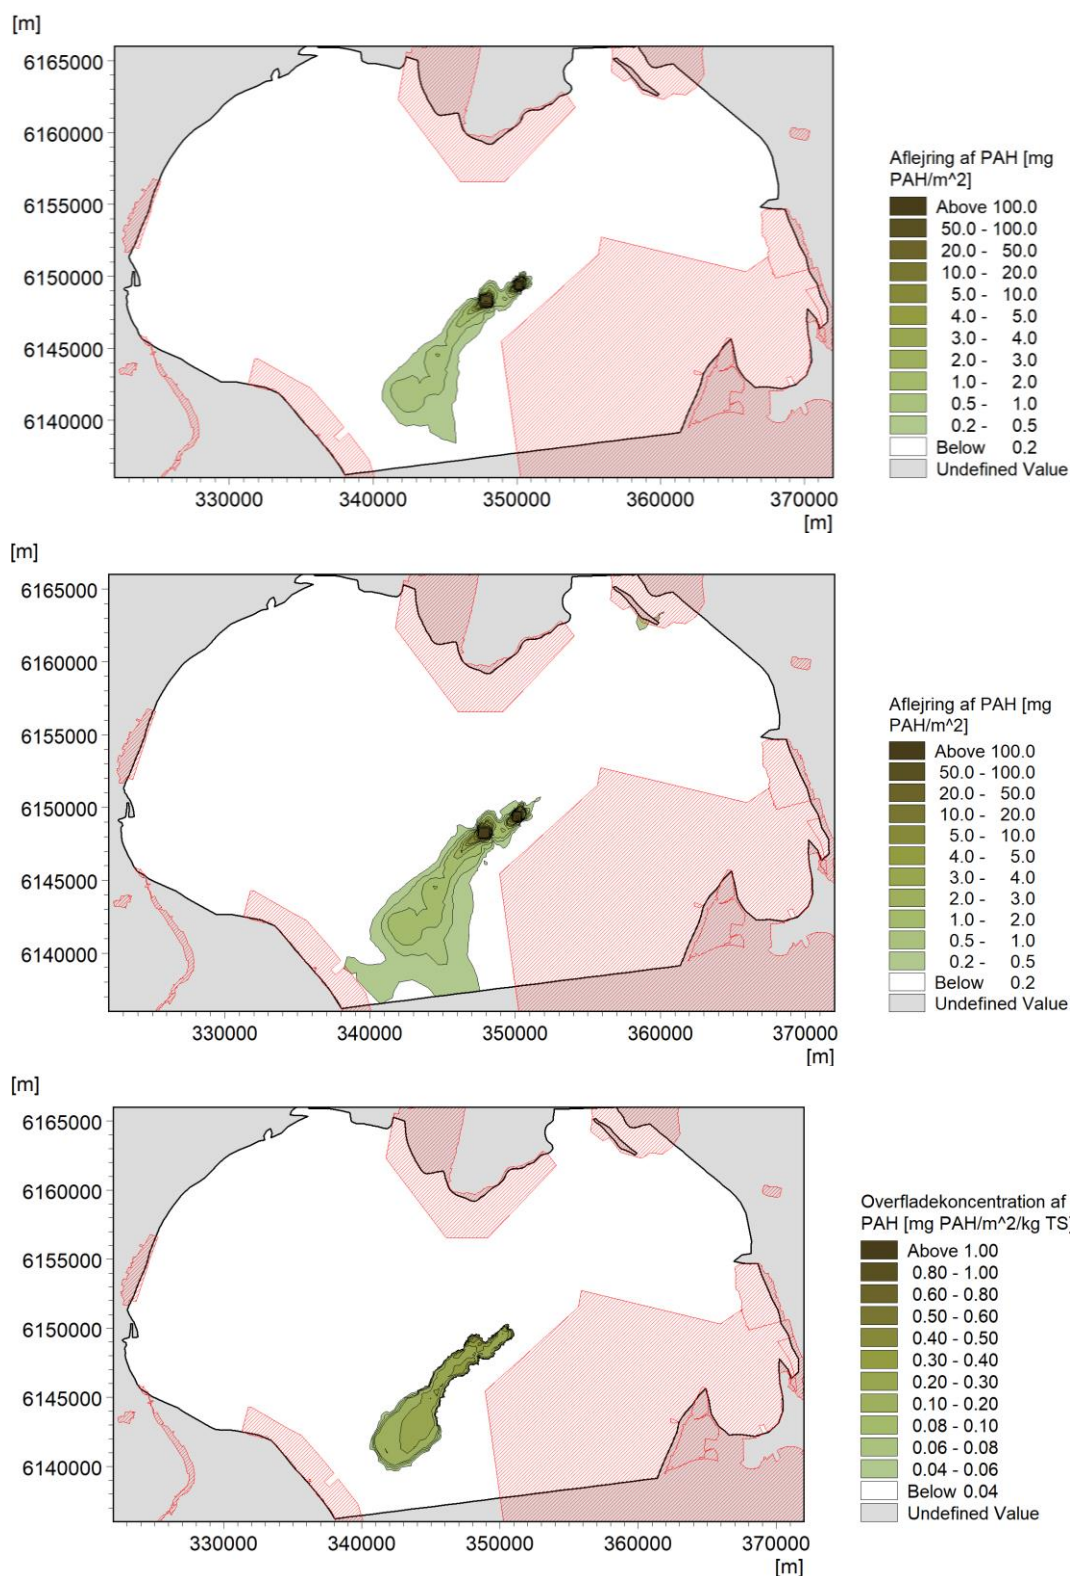 [m]
6165000
6160000
6155000
6150000
6145000
6140000
330000 340000 350000 360000 370000
[m]
Aflejring af PAH [mg
PAH/m^2]
Above 100.0
50.0 - 100.0
20.0 - 50.0
10.0 - 20.0
5.0 - 10.0
4.0 - 5.0
3.0 - 4.0
2.0 - 3.0
1.0 - 2.0
0.5 - 1.0
0.2 - 0.5
Below 0.2
Undefined Value
[m]
6165000
6160000
6155000
6150000
6145000
6140000
330000 340000 350000 360000 370000
[m]
Aflejring af PAH [mg
PAH/m^2]
Above 100.0
50.0 - 100.0
20.0 - 50.0
10.0 - 20.0
5.0 - 10.0
4.0 - 5.0
3.0 - 4.0
2.0 - 3.0
1.0 - 2.0
0.5 - 1.0
0.2 - 0.5
Below 0.2
Undefined Value
[m]
6165000
6160000
6155000
6150000
6145000
6140000
330000 340000 350000 360000 370000
[m]
Overfladekoncentration af
PAH [mg PAH/m^2/kg TS]
Above 1.00
0.80 - 1.00
0.60 - 0.80
0.50 - 0.60
0.40 - 0.50
0.30 - 0.40
0.20 - 0.30
0.10 - 0.20
0.08 - 0.10
0.06 - 0.08
0.04 - 0.06
Below 0.04
Undefined Value